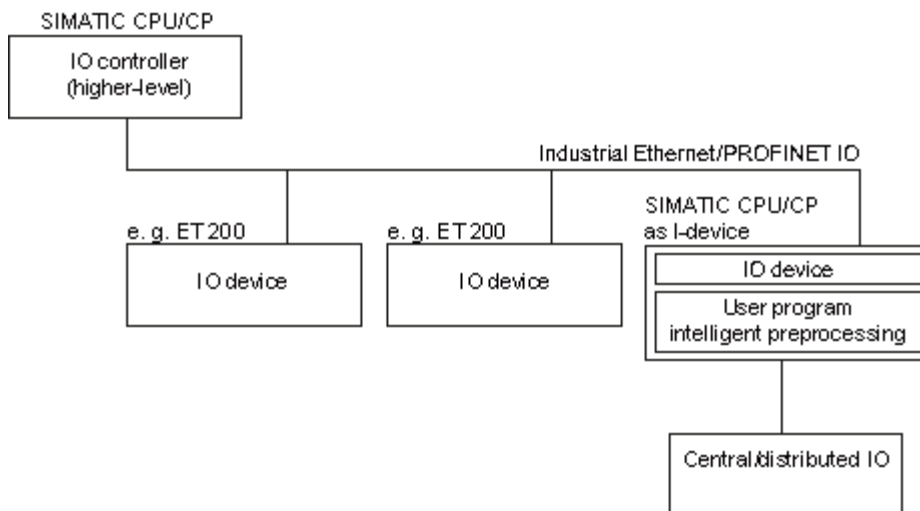 SIMATIC CPU/CP
IO controller
(higher-level)
Industrial Ethernet/PROFINET IO
e. g. ET200
IO device
e. g. ET200
IO device
SIMATIC CPU/CP
as I-device
IO device
User program
intelligent preprocessing
Central/distributed IO